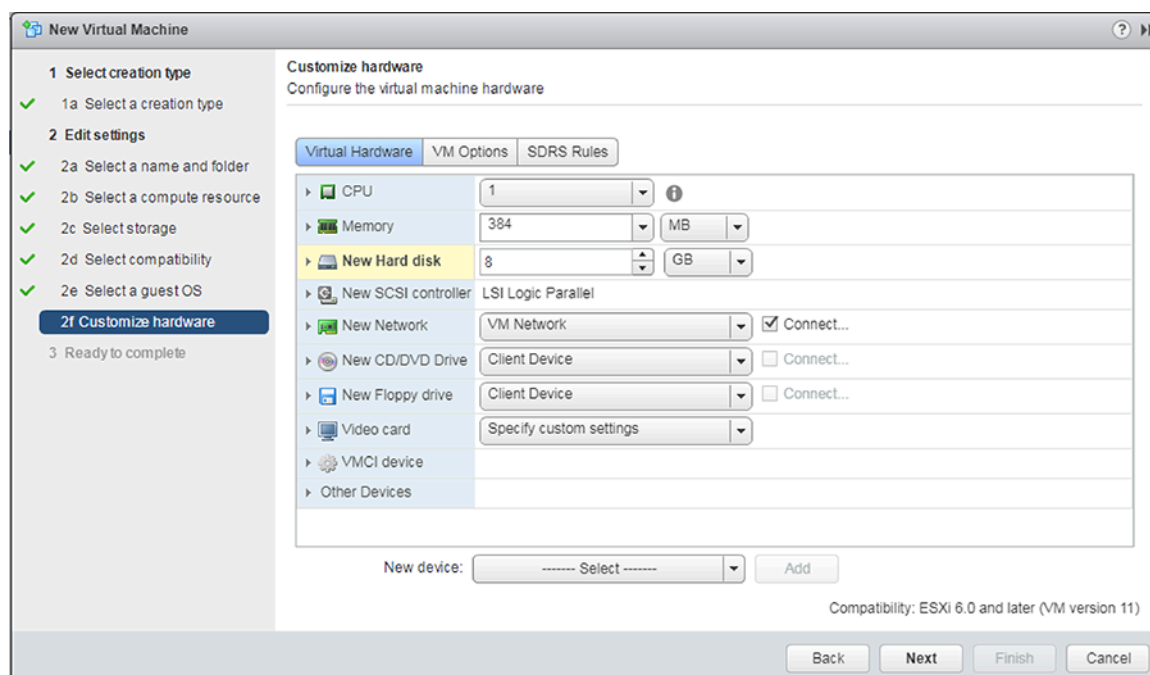 New Virtual Machine
?
1 Select creation type
1a Select a creation type
2 Edit settings
2a Select a name and folder
2b Select a compute resource
2c Select storage
2d Select compatibility
2e Select a guest OS
2f Customize hardware
3 Ready to complete
Customize hardware
Configure the virtual machine hardware
Virtual Hardware VM Options SDRS Rules
CPU 1
Memory 384 MB
New Hard disk 8 GB
New SCSI controller LSI Logic Parallel
New Network VM Network Connect...
New CD/DVD Drive Client Device Connect...
New Floppy drive Client Device Connect...
Video card Specify custom settings
VMCI device
Other Devices
New device: ------- Select ------- Add
Compatibility: ESXi 6.0 and later (VM version 11)
Back Next Finish Cancel